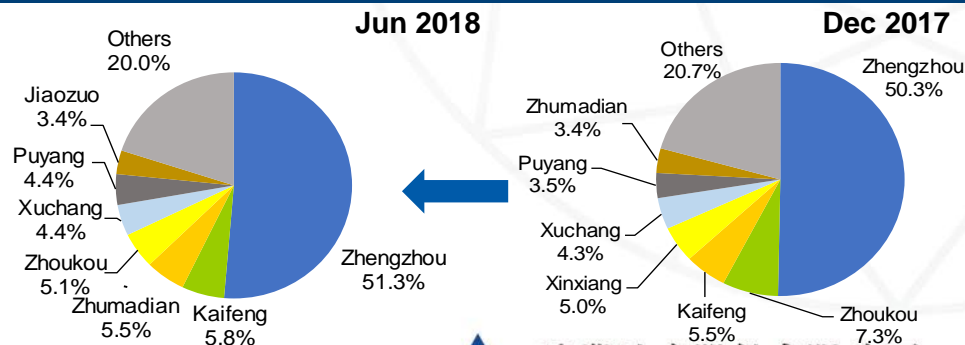 Jun 2018
Others
20.0%
Jiaozuo
3.4%
Puyang
4.4%
Xuchang
4.4%
Zhoukou
5.1%
Zhumadian
5.5%
Kaifeng
5.8%
Zhengzhou
51.3%
Dec 2017
Others
20.7%
Zhengzhou
50.3%
Zhumadian
3.4%
Puyang
3.5%
Xuchang
4.3%
Xinxiang
5.0%
Kaifeng
5.5%
Zhoukou
7.3%